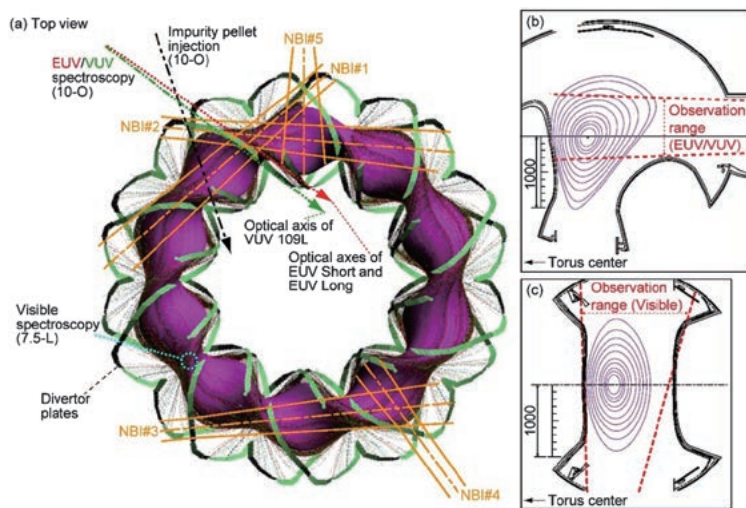 (a) Top view
Impurity pellet
injection
(10-O)
EUV/VUV
spectroscopy
(10-O)
NBI#5
NBI#1
NBI#2
Optical axis of
VUV 109L
Optical axes of
EUV Short and
EUV Long
Visible
spectroscopy
(7.5-L)
Divertor
plates
NBI#3
NBI#4
(b)
Observation
range
(EUV/VUV)
1000
Torus center
(c)
Observation
range (Visible)
1000
Torus center